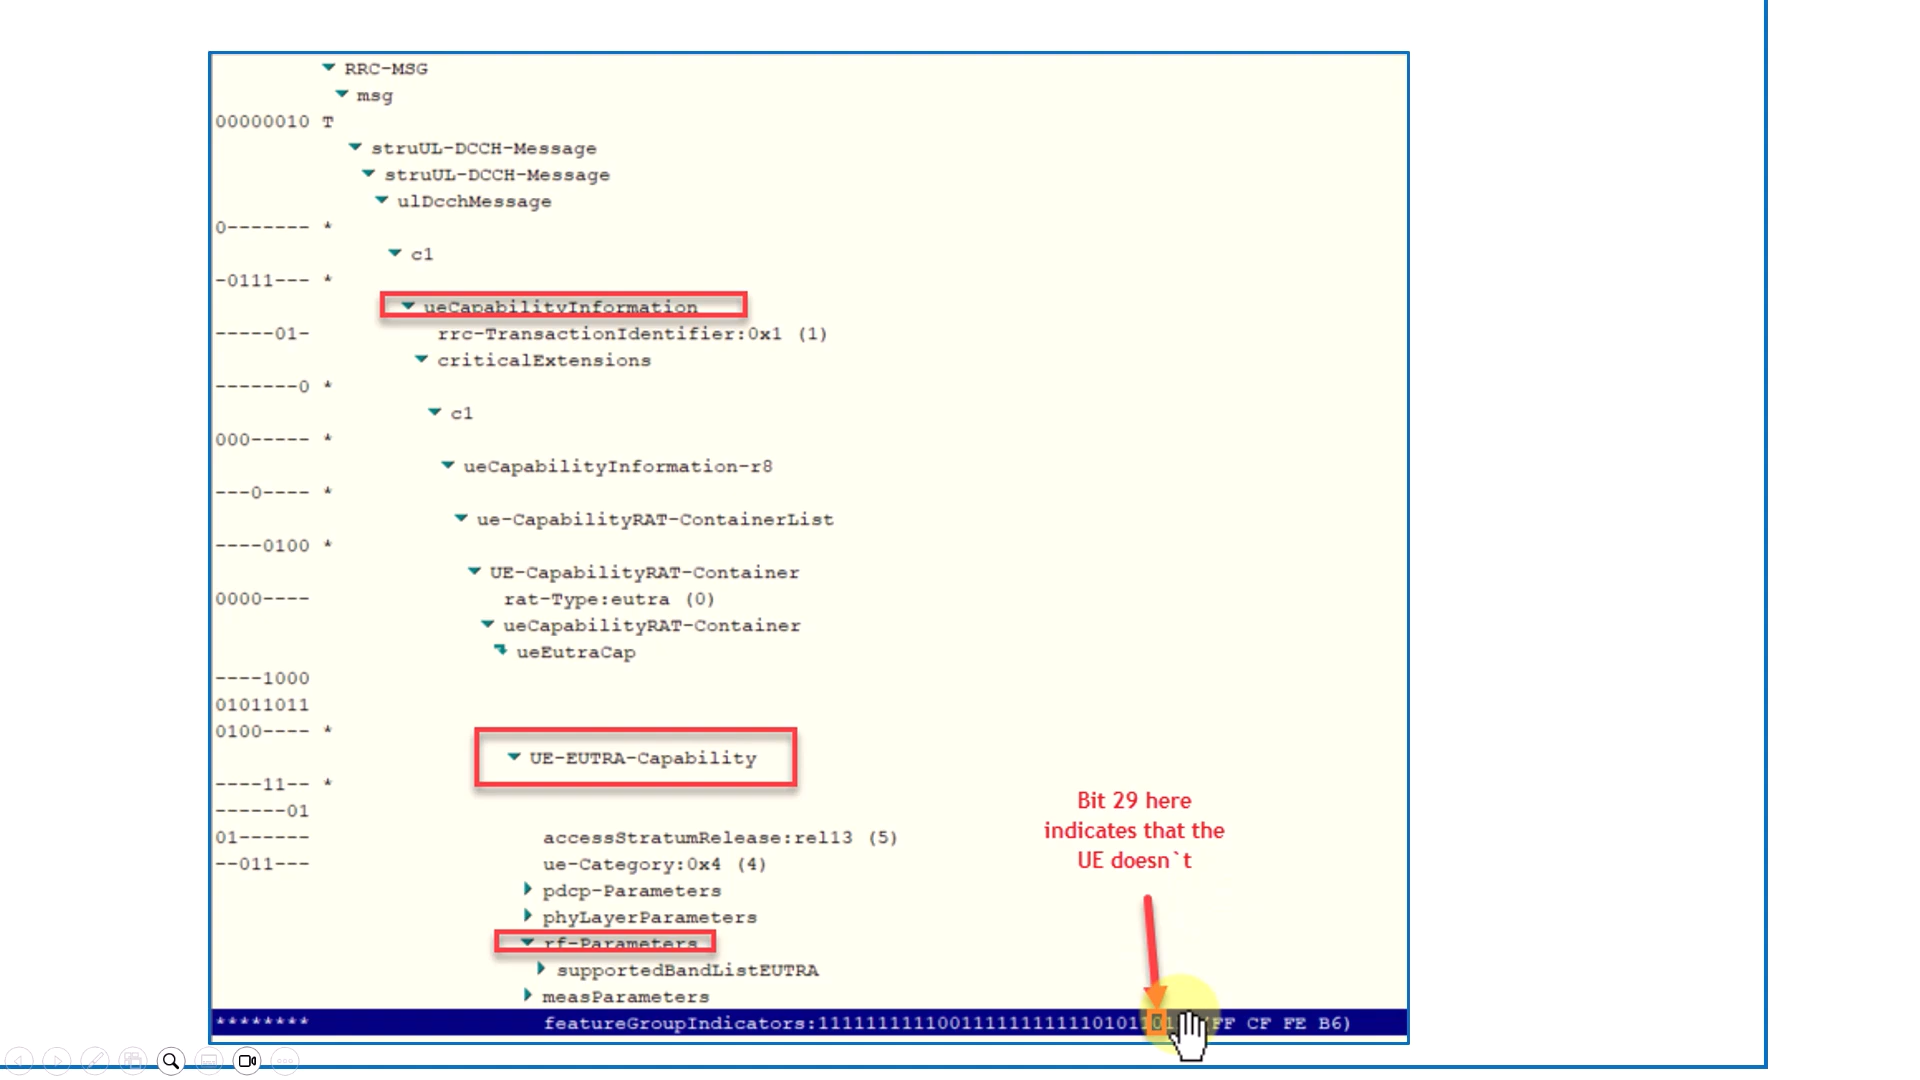 RRC-MSG
msg
00000010 T
struUL-DCCH-Message
struUL-DCCH-Message
ulDcchMessage
0------- *
c1
-0111--- *
ueCapabilityInformation
-----01- rrc-TransactionIdentifier:0x1 (1)
criticalExtensions
-------0 *
c1
000----- *
ueCapabilityInformation-r8
---0---- *
ue-CapabilityRAT-ContainerList
----0100 *
UE-CapabilityRAT-Container
0000---- rat-Type:eutra (0)
ueCapabilityRAT-Container
ueEutraCap
----1000
01011011
0100---- *
UE-EUTRA-Capability
----11-- *
------01
01------ accessStratumRelease:rel13 (5)
--011--- ue-Category:0x4 (4)
pdcp-Parameters
phyLayerParameters
rf-Parameters
supportedBandListEUTRA
measParameters
******** featureGroupIndicators:111111111100111111111110101101 FF CF FE B6)
Bit 29 here
indicates that the
UE doesn`t